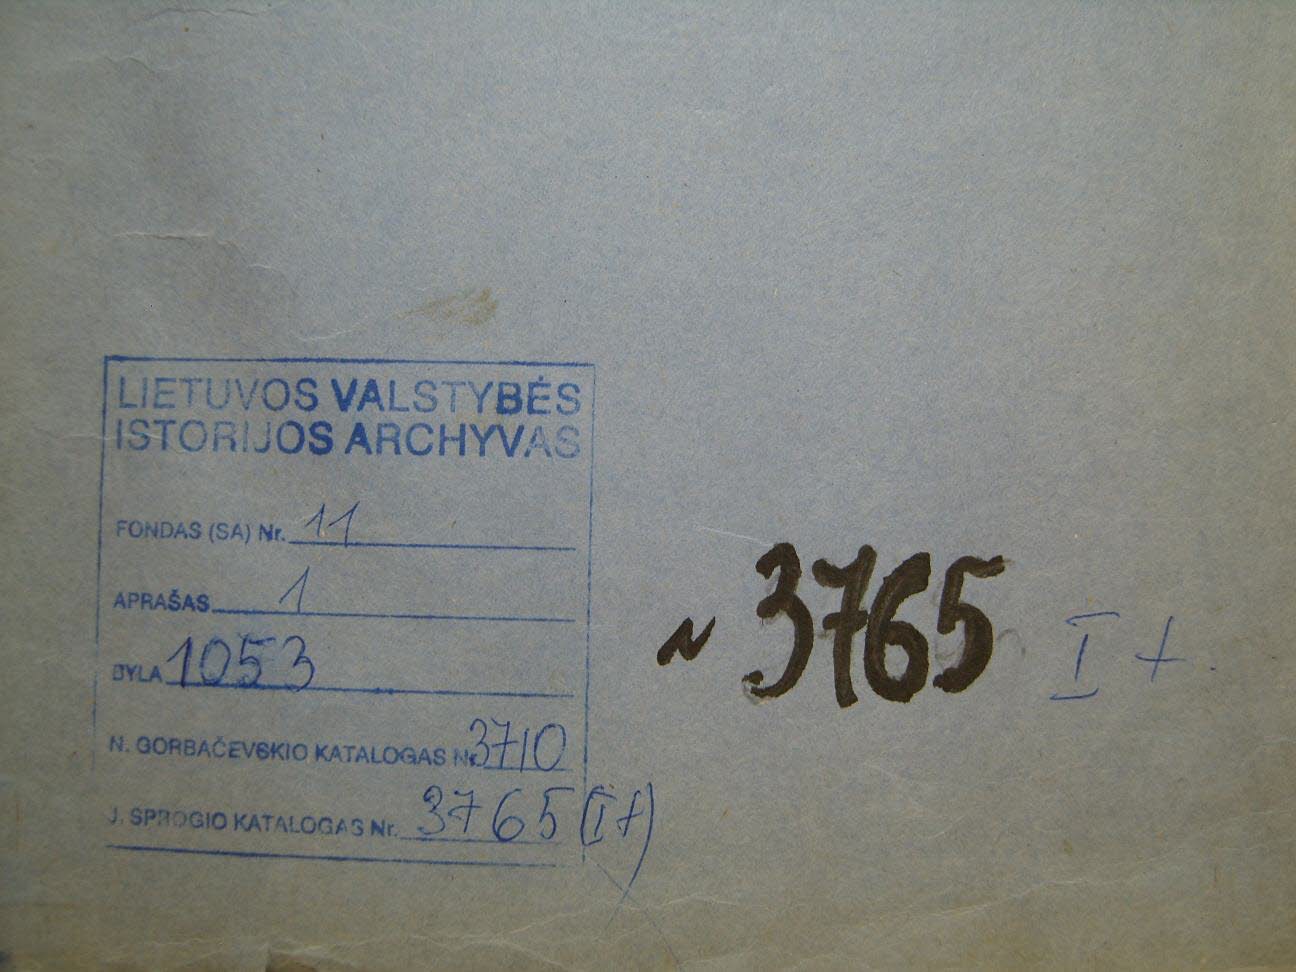 LIETUVOS VALSTYBĖS
ISTORIJOS ARCHYVAS
FONDAS (SA) Nr. 11
APRAŠAS 1
BYLA 1053
N. GORBAČEVSKIO KATALOGAS Nr. 3710
J. SPROGIO KATALOGAS Nr. 3765 (I t)
N 3765 I t.